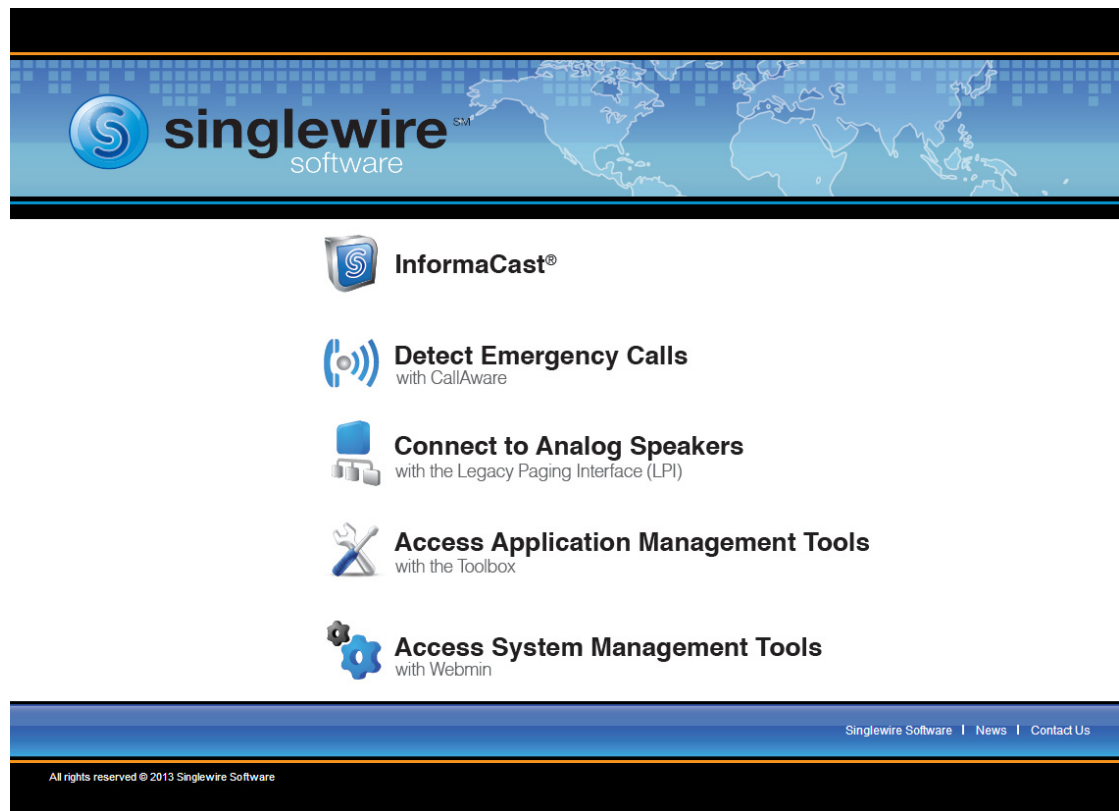 singlewire SM
software
InformaCast®
Detect Emergency Calls
with CallAware
Connect to Analog Speakers
with the Legacy Paging Interface (LPI)
Access Application Management Tools
with the Toolbox
Access System Management Tools
with Webmin
Singlewire Software | News | Contact Us
All rights reserved © 2013 Singlewire Software